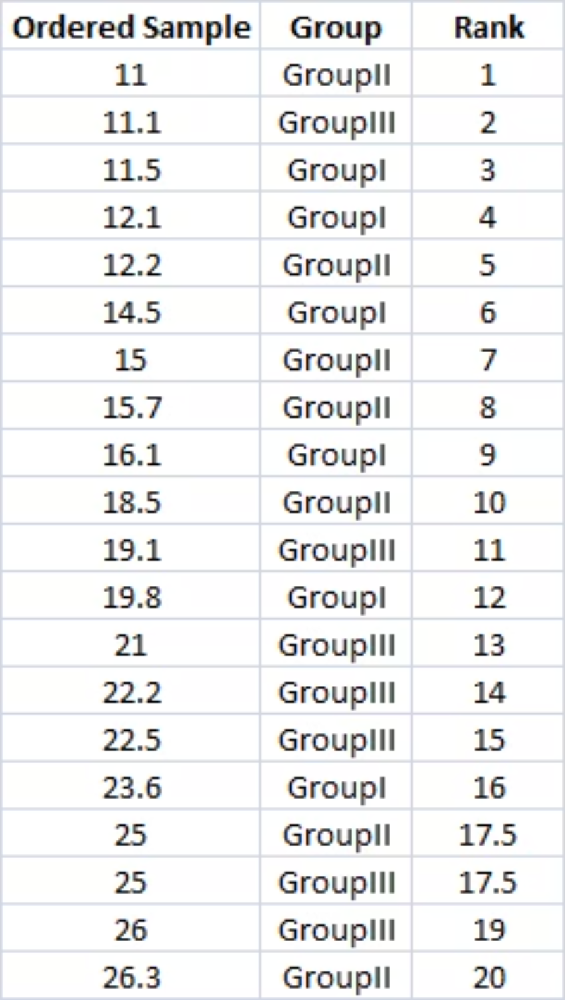 Ordered Sample Group Rank
11 GroupII 1
11.1 GroupIII 2
11.5 GroupI 3
12.1 GroupI 4
12.2 GroupII 5
14.5 GroupI 6
15 GroupII 7
15.7 GroupII 8
16.1 GroupI 9
18.5 GroupII 10
19.1 GroupIII 11
19.8 GroupI 12
21 GroupIII 13
22.2 GroupIII 14
22.5 GroupIII 15
23.6 GroupI 16
25 GroupII 17.5
25 GroupIII 17.5
26 GroupIII 19
26.3 GroupII 20